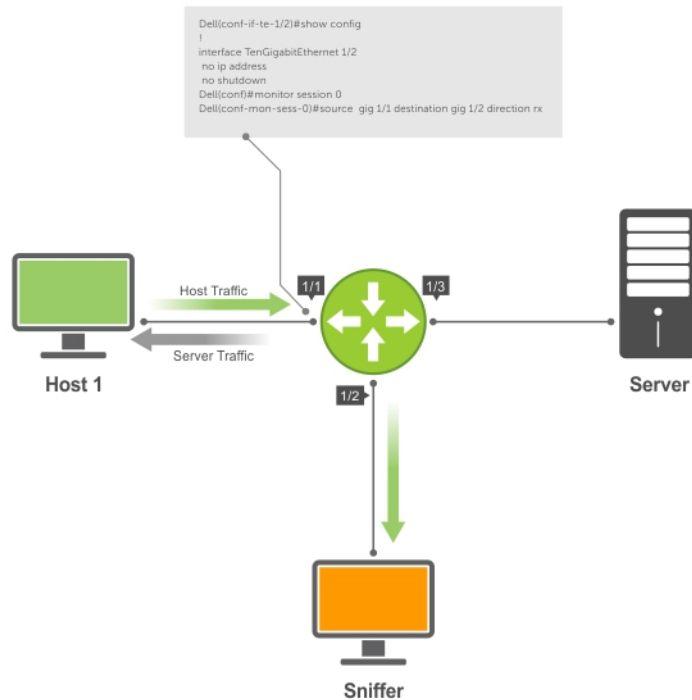 Dell(conf-if-te-1/2)#show config
!
interface TenGigabitEthernet 1/2
no ip address
no shutdown
Dell(conf)#monitor session 0
Dell(conf-mon-sess-0)#source gig 1/1 destination gig 1/2 direction rx
Host Traffic
1/1
1/3
Server Traffic
Host 1
Server
1/2
Sniffer